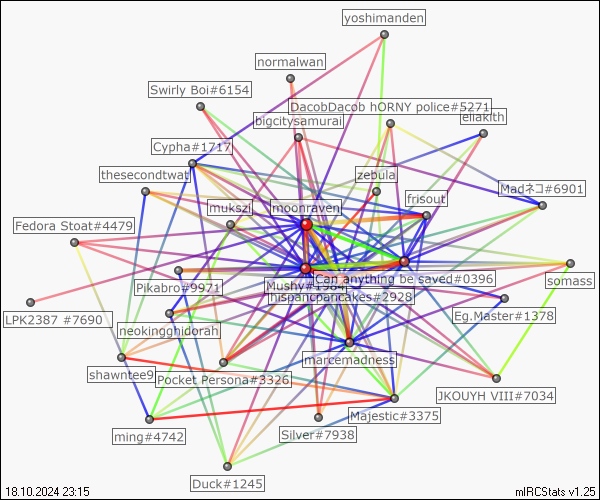 yoshimanden
normalwan
Swirly Boi#6154
DacobDacob hORNY police#5271
bigcitysamurai
eliakith
Cypha#1717
thesecondtwat
zebula
Madネコ#6901
mukszi
moonraven
frisout
Fedora Stoat#4479
Can anything be saved#0396
somass
Pikabro#9971
Mushy#1984
hispancpancakes#2928
LPK2387 #7690
Eg.Master#1378
neokingghidorah
marcemadness
shawntee9
Pocket Persona#3326
JKOUYH VIII#7034
Majestic#3375
ming#4742
Silver#7938
Duck#1245
18.10.2024 23:15
mIRCStats v1.25